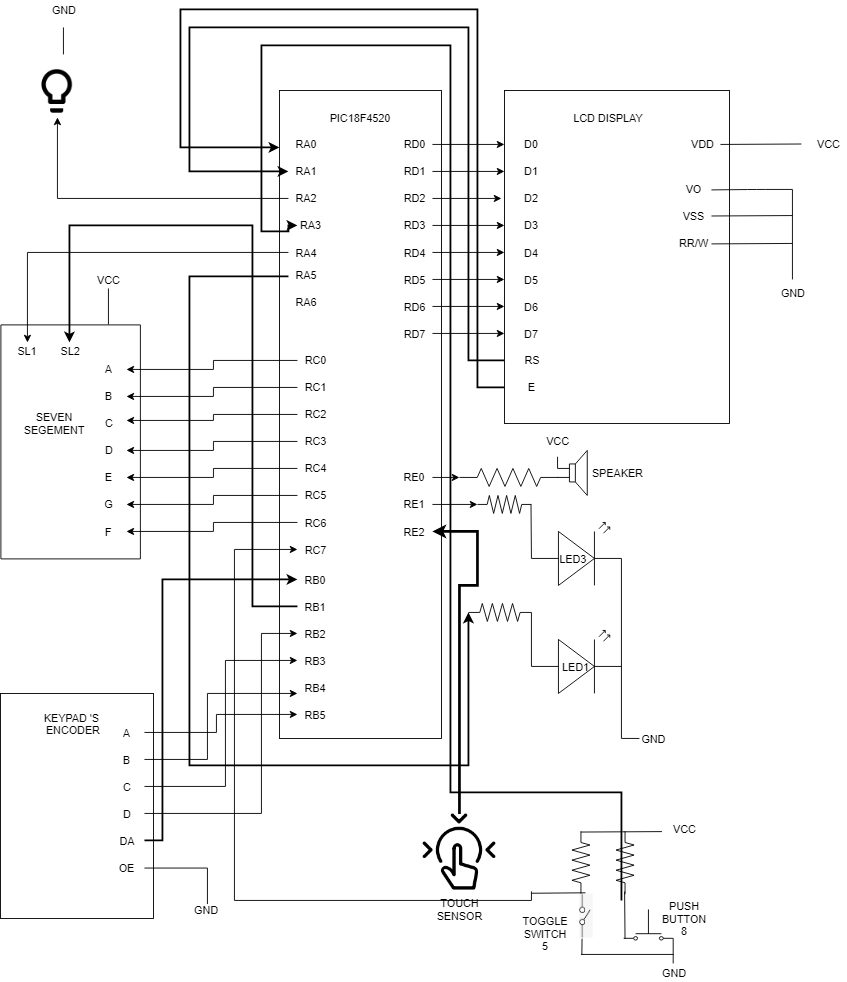 GND
PIC18F4520
LCD DISPLAY
RA0
RD0
D0
VDD
VCC
RA1
RD1
D1
RA2
RD2
D2
VO
RA3
RD3
D3
VSS
RA4
RD4
D4
RR/W
RA5
RD5
D5
VCC
GND
RA6
RD6
D6
RD7
D7
SL1
SL2
RC0
RS
A
RC1
E
B
SEVEN
SEGEMENT
RC2
C
RC3
VCC
D
RC4
RE0
SPEAKER
E
RC5
RE1
G
RC6
RE2
F
RC7
LED3
RB0
RB1
RB2
RB3
LED1
RB4
KEYPAD 'S
ENCODER
RB5
A
GND
B
C
D
VCC
DA
OE
GND
TOUCH
SENSOR
TOGGLE
SWITCH
5
PUSH
BUTTON
8
GND